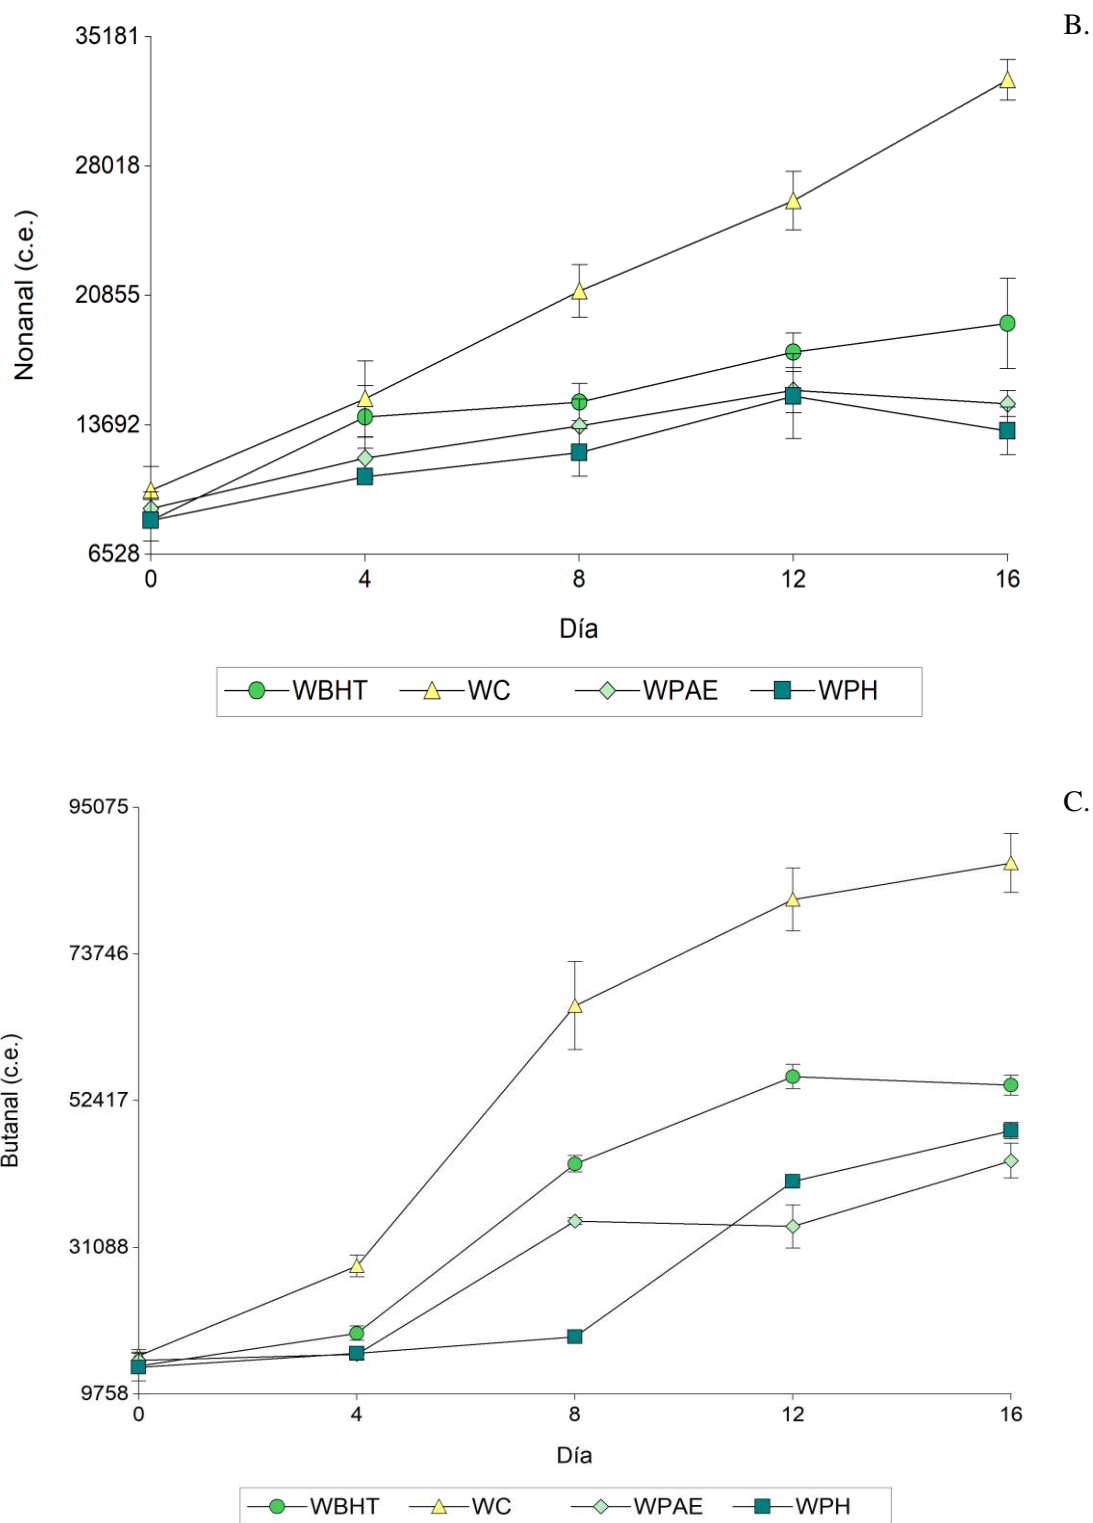 B.
35181
28018
20855
13692
6528
Nonanal (c.e.)
0 4 8 12 16
Día
WBHT WC WPAE WPH
C.
95075
73746
52417
31088
9758
Butanal (c.e.)
0 4 8 12 16
Día
WBHT WC WPAE WPH